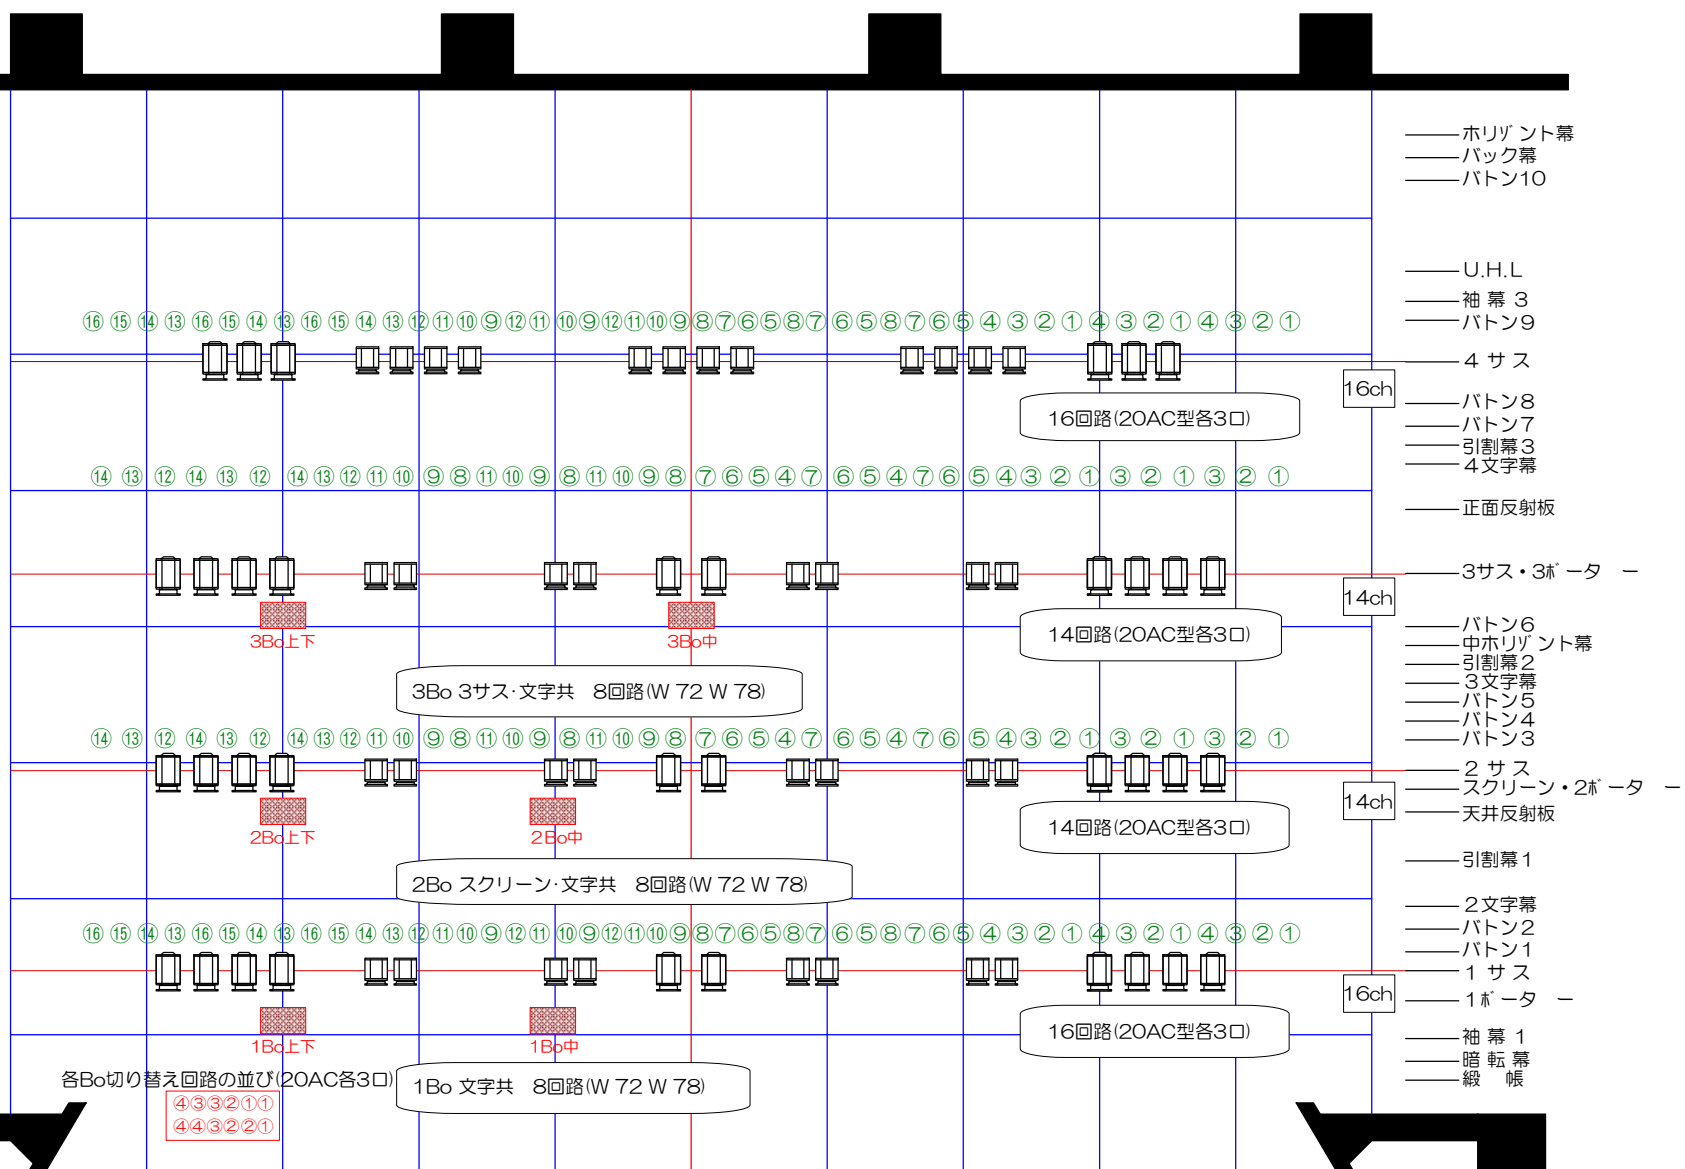 ホリゾント幕
バック幕
バトン10
U.H.L
袖 幕 3
⑯ ⑮ ⑭ ⑬ ⑯ ⑮ ⑭ ⑬ ⑯ ⑮ ⑭ ⑬ ⑫ ⑪ ⑩ ⑨ ⑫ ⑪ ⑩ ⑨ ⑫ ⑪ ⑩ ⑨ ⑧ ⑦ ⑥ ⑤ ⑧ ⑦ ⑥ ⑤ ⑧ ⑦ ⑥ ⑤ ④ ③ ② ① ④ ③ ② ① ④ ③ ② ①
バトン9
4 サ ス
16ch
バトン8
16回路(20AC型各3口)
バトン7
引割幕3
4文字幕
⑭ ⑬ ⑫ ⑭ ⑬ ⑫ ⑭ ⑬ ⑫ ⑪ ⑩ ⑨ ⑧ ⑪ ⑩ ⑨ ⑧ ⑪ ⑩ ⑨ ⑧ ⑦ ⑥ ⑤ ④ ⑦ ⑥ ⑤ ④ ⑦ ⑥ ⑤ ④ ③ ② ① ③ ② ① ③ ② ①
正面反射板
3サス・3ボーター
14ch
3Bo上下
3Bo中
14回路(20AC型各3口)
バトン6
中ホリゾント幕
引割幕2
3文字幕
3Bo 3サス・文字共 8回路(W 72 W 78)
バトン5
バトン4
バトン3
⑭ ⑬ ⑫ ⑭ ⑬ ⑫ ⑭ ⑬ ⑫ ⑪ ⑩ ⑨ ⑧ ⑪ ⑩ ⑨ ⑧ ⑪ ⑩ ⑨ ⑧ ⑦ ⑥ ⑤ ④ ⑦ ⑥ ⑤ ④ ⑦ ⑥ ⑤ ④ ③ ② ① ③ ② ① ③ ② ①
2 サ ス
スクリーン・2ボーター
14ch
天井反射板
2Bo上下
2Bo中
14回路(20AC型各3口)
引割幕1
2Bo スクリーン・文字共 8回路(W 72 W 78)
2文字幕
バトン2
⑯ ⑮ ⑭ ⑬ ⑯ ⑮ ⑭ ⑬ ⑯ ⑮ ⑭ ⑬ ⑫ ⑪ ⑩ ⑨ ⑫ ⑪ ⑩ ⑨ ⑫ ⑪ ⑩ ⑨ ⑧ ⑦ ⑥ ⑤ ⑧ ⑦ ⑥ ⑤ ⑧ ⑦ ⑥ ⑤ ④ ③ ② ① ④ ③ ② ① ④ ③ ② ①
バトン1
1 サ ス
16ch
1ボーター
1Bo上下
1Bo中
16回路(20AC型各3口)
袖 幕 1
暗 転 幕
緞 帳
各Bo切り替え回路の並び(20AC各3口)
1Bo 文字共 8回路(W 72 W 78)
④③③②①①
④④③②②①